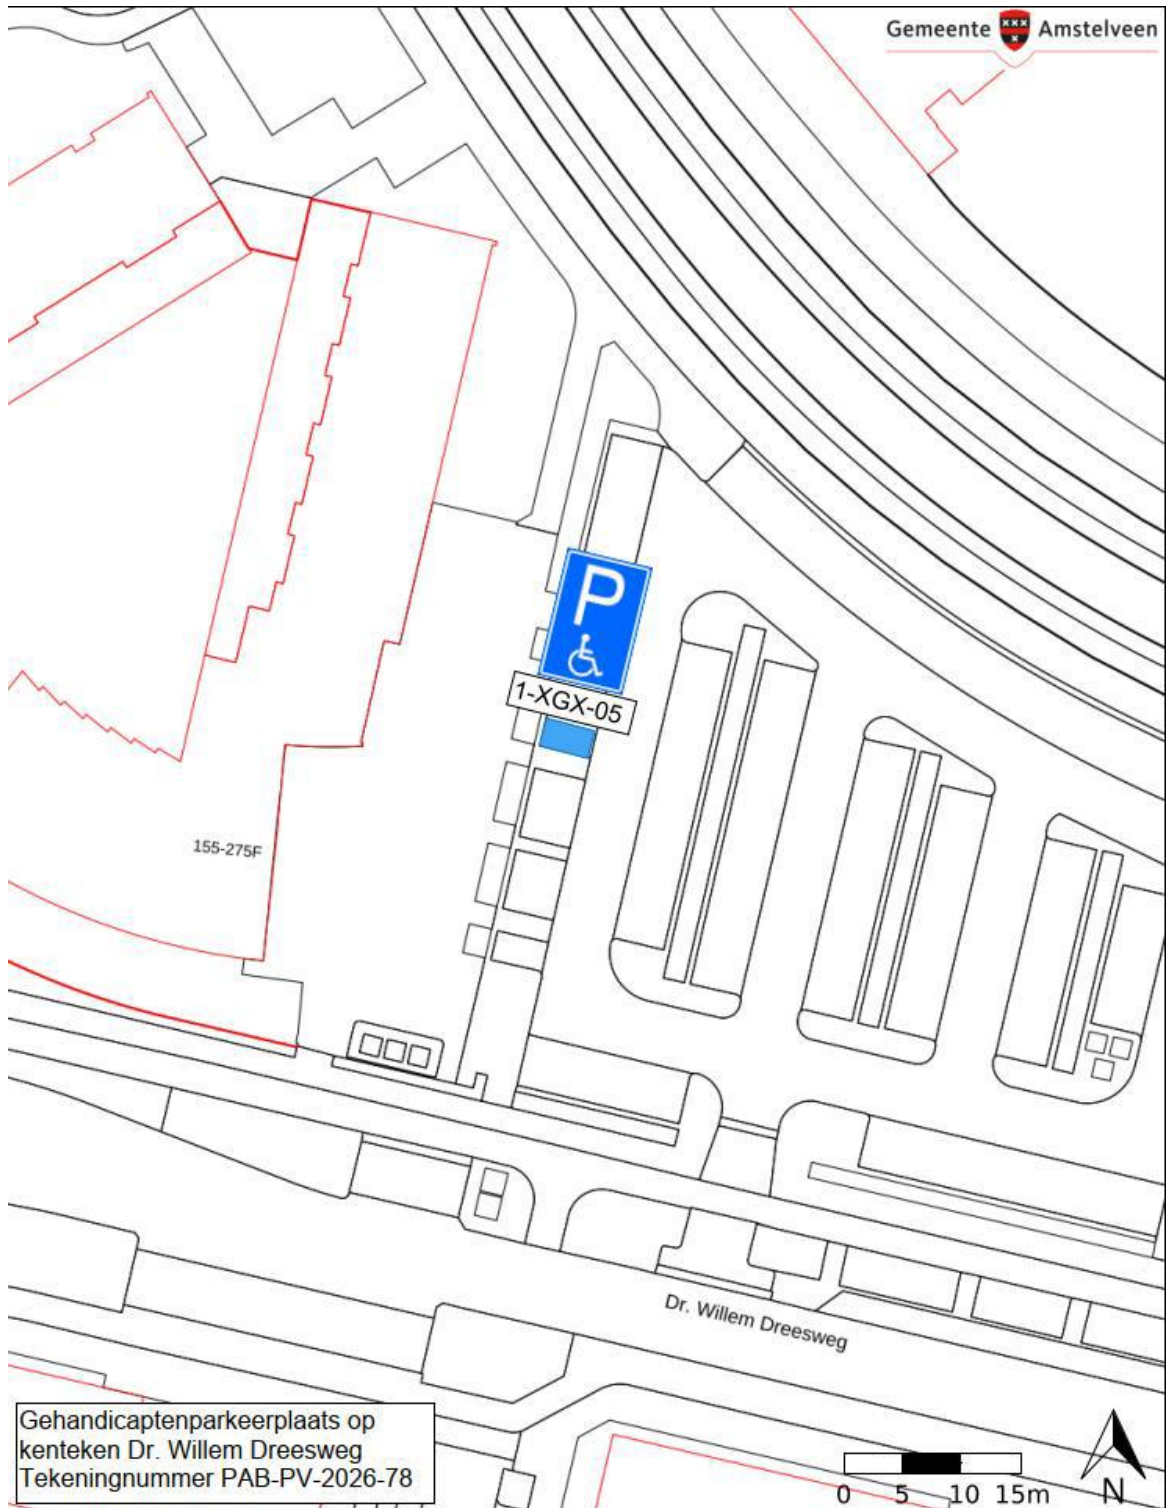 Gemeente Amstelveen
P
1-XGX-05
155-275F
Dr. Willem Dreesweg
Gehandicaptenparkeerplaats op
kenteken Dr. Willem Dreesweg
Tekeningnummer PAB-PV-2026-78
0 5 10 15m
N